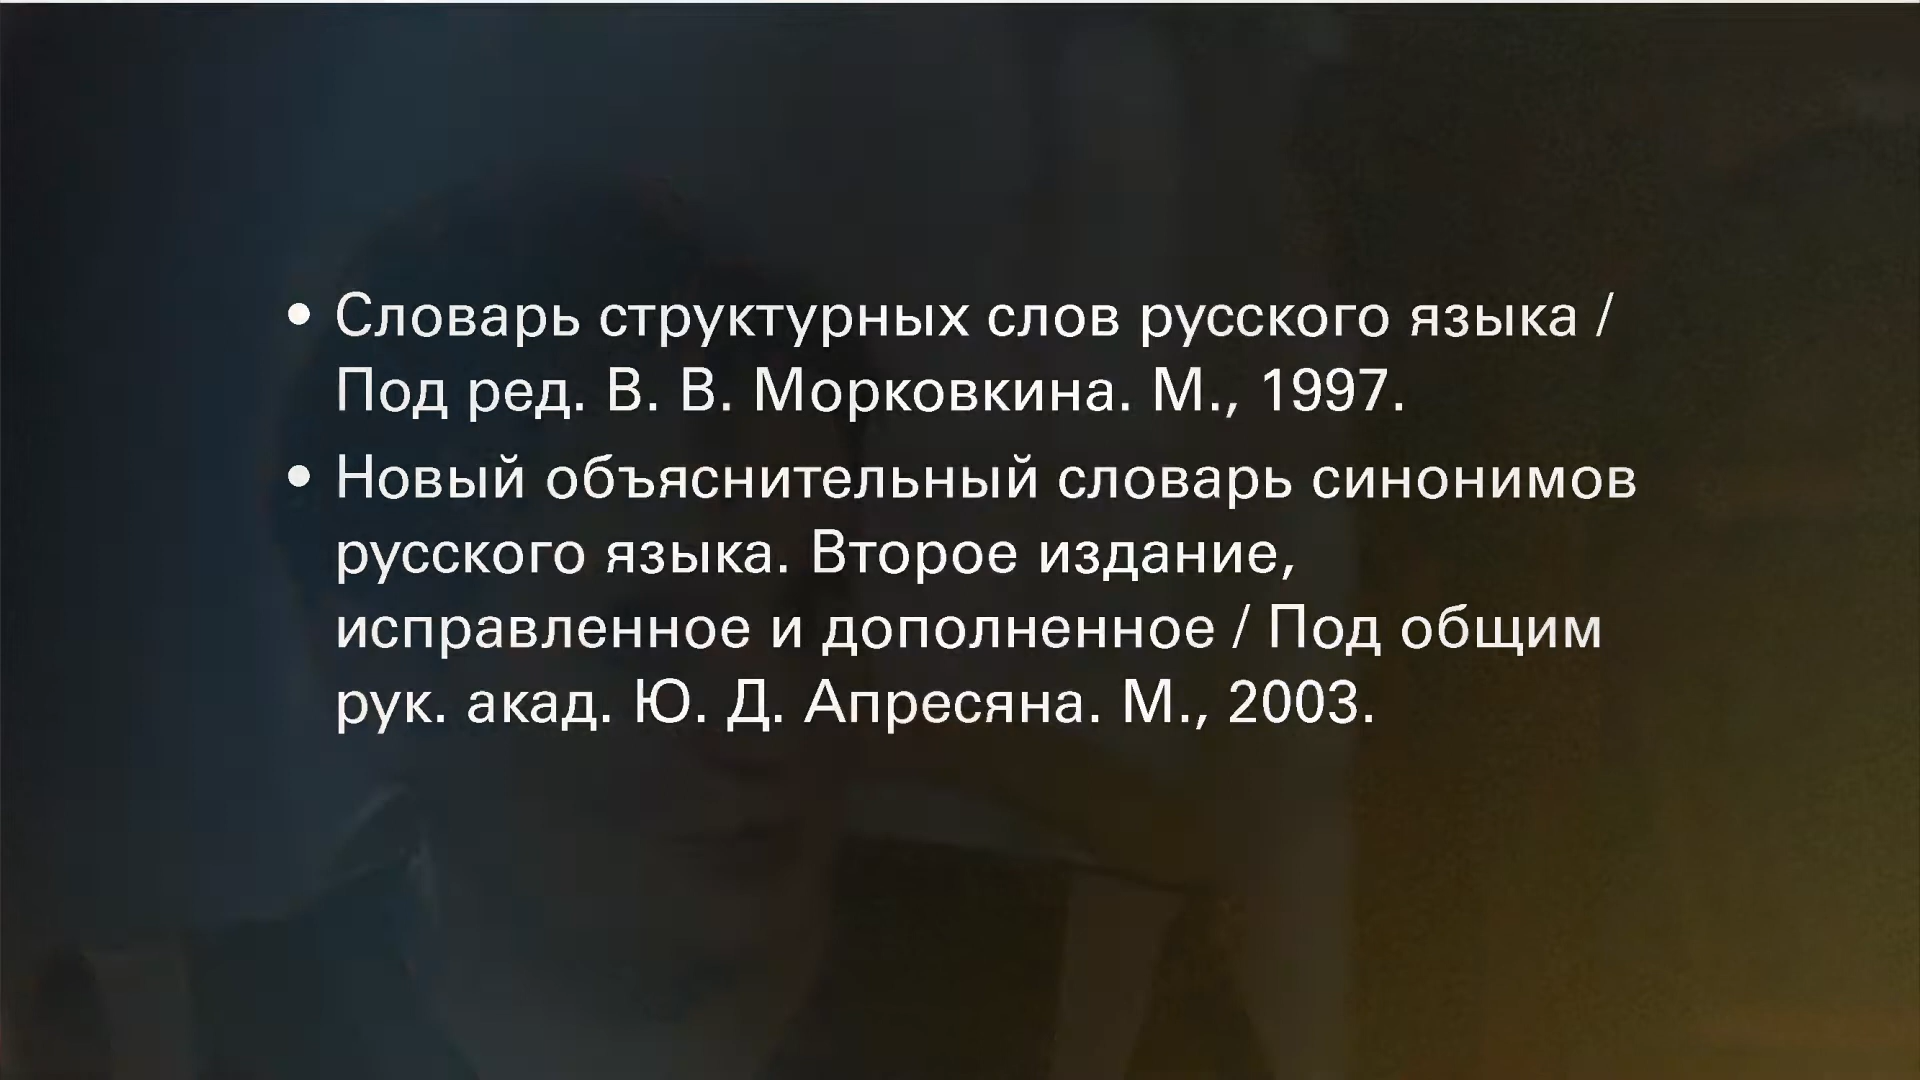 • Словарь структурных слов русского языка /
Под ред. В. В. Морковкина. М., 1997.
• Новый объяснительный словарь синонимов
русского языка. Второе издание,
исправленное и дополненное / Под общим
рук. акад. Ю. Д. Апресяна. М., 2003.